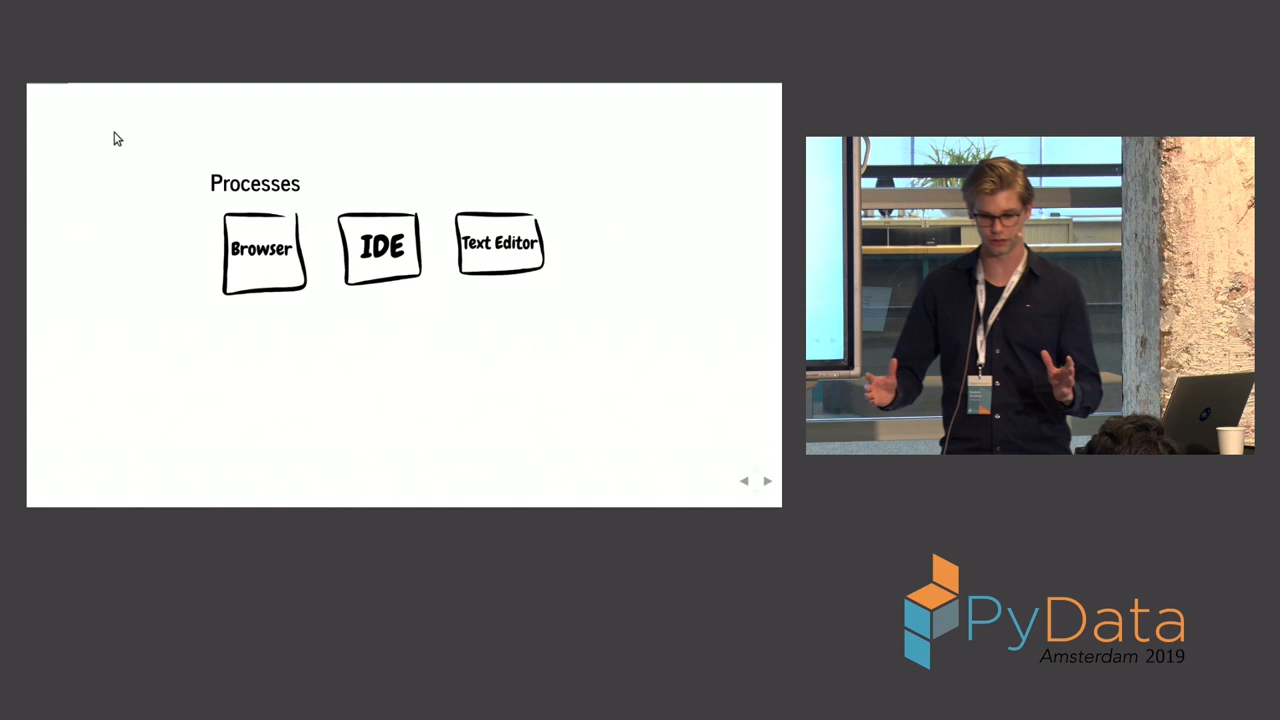 Processes
Browser
IDE
Text Editor
PyData
Amsterdam 2019